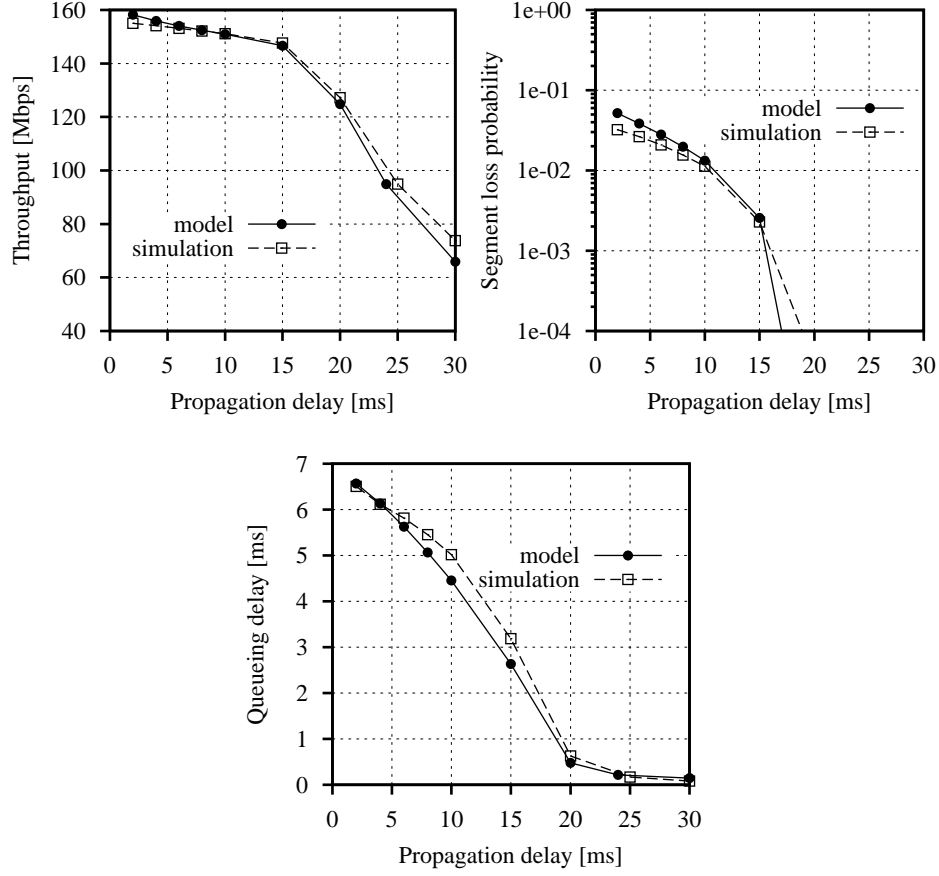 160
140
120
100
80
60
40
Throughput [Mbps]
model
simulation
0 5 10 15 20 25 30
Propagation delay [ms]
1e+00
1e-01
1e-02
1e-03
1e-04
Segment loss probability
model
simulation
0 5 10 15 20 25 30
Propagation delay [ms]
7
6
5
4
3
2
1
0
Queueing delay [ms]
model
simulation
0 5 10 15 20 25 30
Propagation delay [ms]